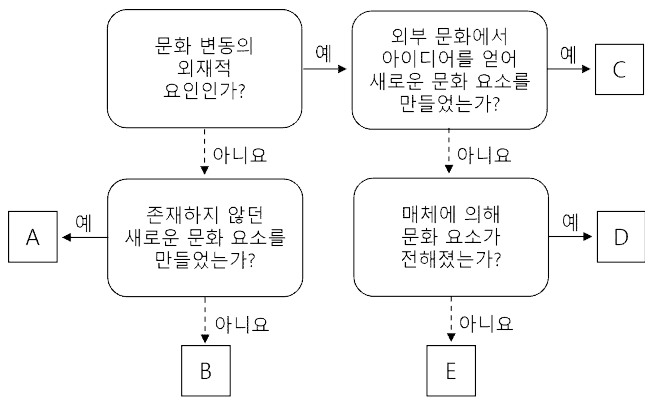 문화 변동의
외재적
요인인가?
예
외부 문화에서
아이디어를 얻어
새로운 문화 요소를
만들었는가?
예
C
아니요
아니요
A
예
존재하지 않던
새로운 문화 요소를
만들었는가?
매체에 의해
문화 요소가
전해졌는가?
예
D
아니요
아니요
B
E